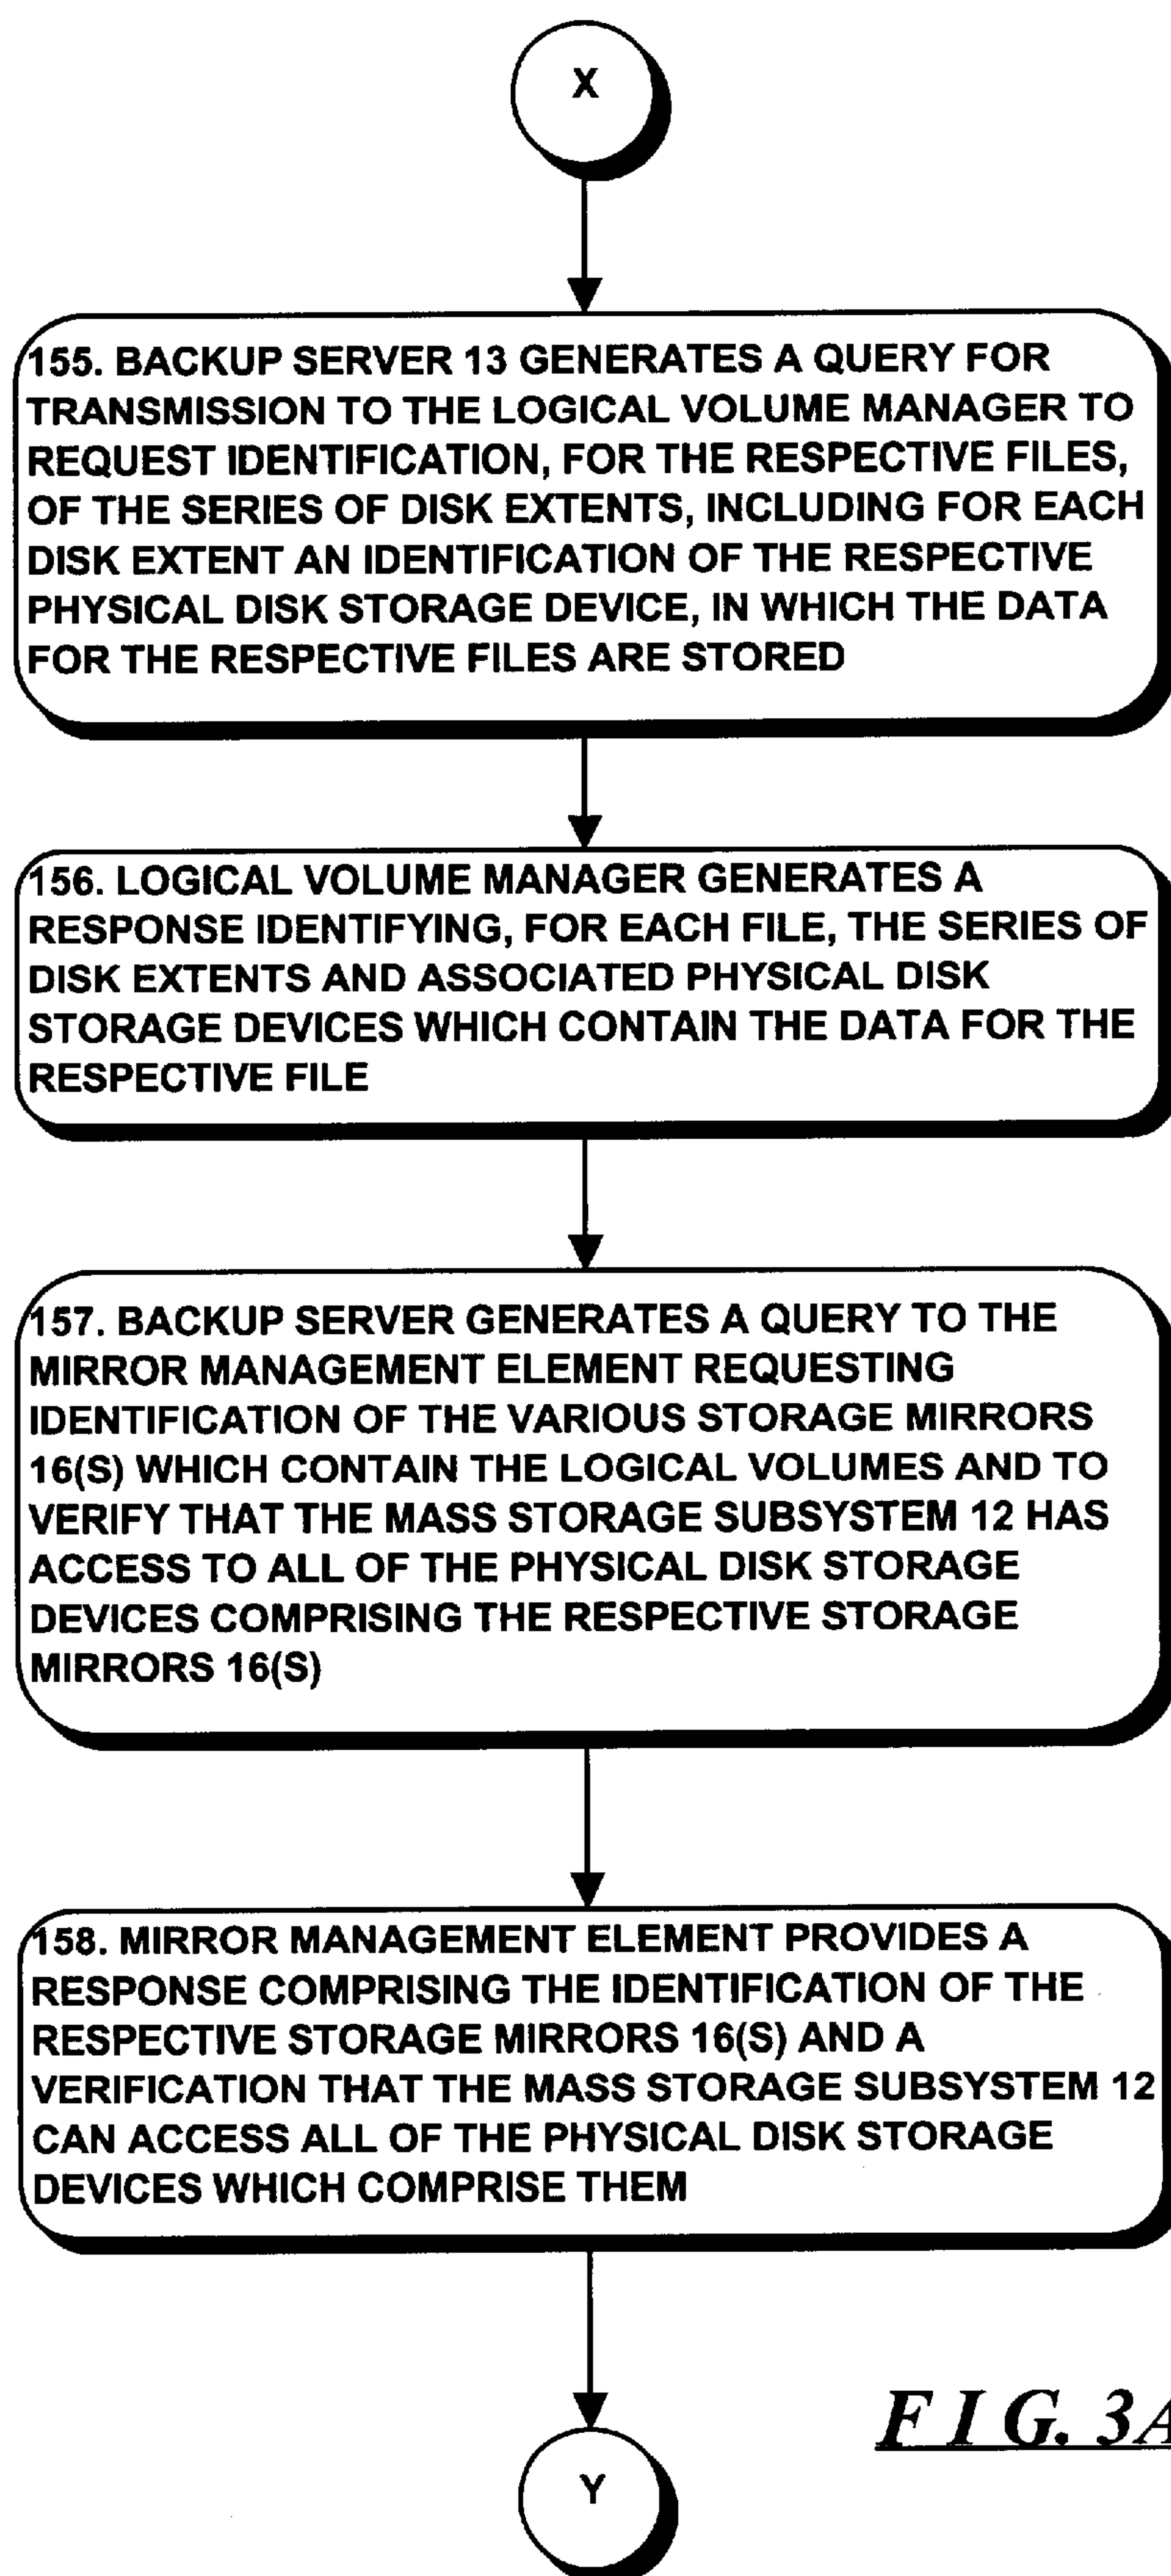 X
155. BACKUP SERVER 13 GENERATES A QUERY FOR
TRANSMISSION TO THE LOGICAL VOLUME MANAGER TO
REQUEST IDENTIFICATION, FOR THE RESPECTIVE FILES,
OF THE SERIES OF DISK EXTENTS, INCLUDING FOR EACH
DISK EXTENT AN IDENTIFICATION OF THE RESPECTIVE
PHYSICAL DISK STORAGE DEVICE, IN WHICH THE DATA
FOR THE RESPECTIVE FILES ARE STORED
156. LOGICAL VOLUME MANAGER GENERATES A
RESPONSE IDENTIFYING, FOR EACH FILE, THE SERIES OF
DISK EXTENTS AND ASSOCIATED PHYSICAL DISK
STORAGE DEVICES WHICH CONTAIN THE DATA FOR THE
RESPECTIVE FILE
157. BACKUP SERVER GENERATES A QUERY TO THE
MIRROR MANAGEMENT ELEMENT REQUESTING
IDENTIFICATION OF THE VARIOUS STORAGE MIRRORS
16(S) WHICH CONTAIN THE LOGICAL VOLUMES AND TO
VERIFY THAT THE MASS STORAGE SUBSYSTEM 12 HAS
ACCESS TO ALL OF THE PHYSICAL DISK STORAGE
DEVICES COMPRISING THE RESPECTIVE STORAGE
MIRRORS 16(S)
158. MIRROR MANAGEMENT ELEMENT PROVIDES A
RESPONSE COMPRISING THE IDENTIFICATION OF THE
RESPECTIVE STORAGE MIRRORS 16(S) AND A
VERIFICATION THAT THE MASS STORAGE SUBSYSTEM 12
CAN ACCESS ALL OF THE PHYSICAL DISK STORAGE
DEVICES WHICH COMPRISE THEM
FIG. 3A
Y